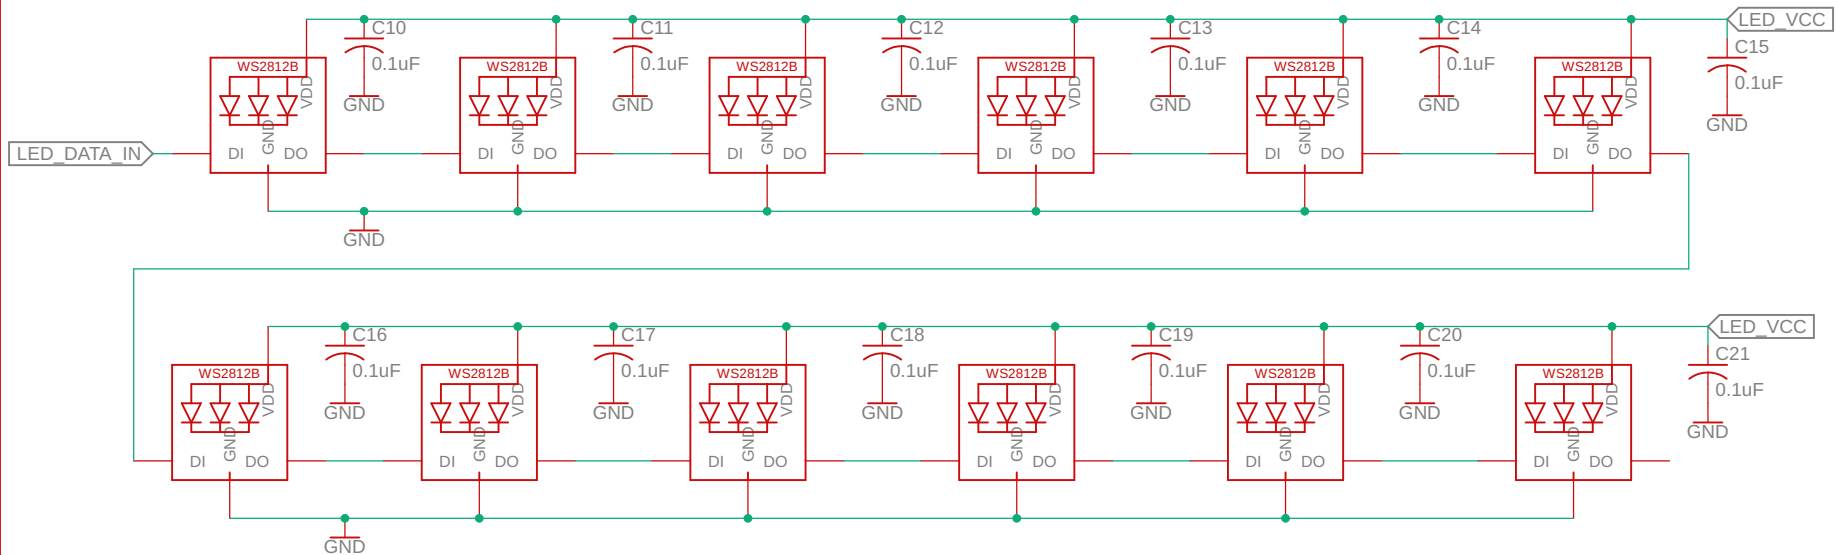 C10 C11 C12 C13 C14 LED_VCC
C15
0.1uF 0.1uF 0.1uF 0.1uF 0.1uF
WS2812B WS2812B WS2812B WS2812B WS2812B WS2812B
0.1uF
VDD VDD VDD VDD VDD VDD
GND GND GND GND GND
GND
GND GND GND GND GND GND
LED_DATA_IN DI DO DI DO DI DO DI DO DI DO DI DO
GND
C16 C17 C18 C19 C20 LED_VCC
C21
0.1uF 0.1uF 0.1uF 0.1uF 0.1uF
WS2812B WS2812B WS2812B WS2812B WS2812B WS2812B
0.1uF
VDD VDD VDD VDD VDD VDD
GND GND GND GND GND
GND
GND GND GND GND GND GND
DI DO DI DO DI DO DI DO DI DO DI DO
GND